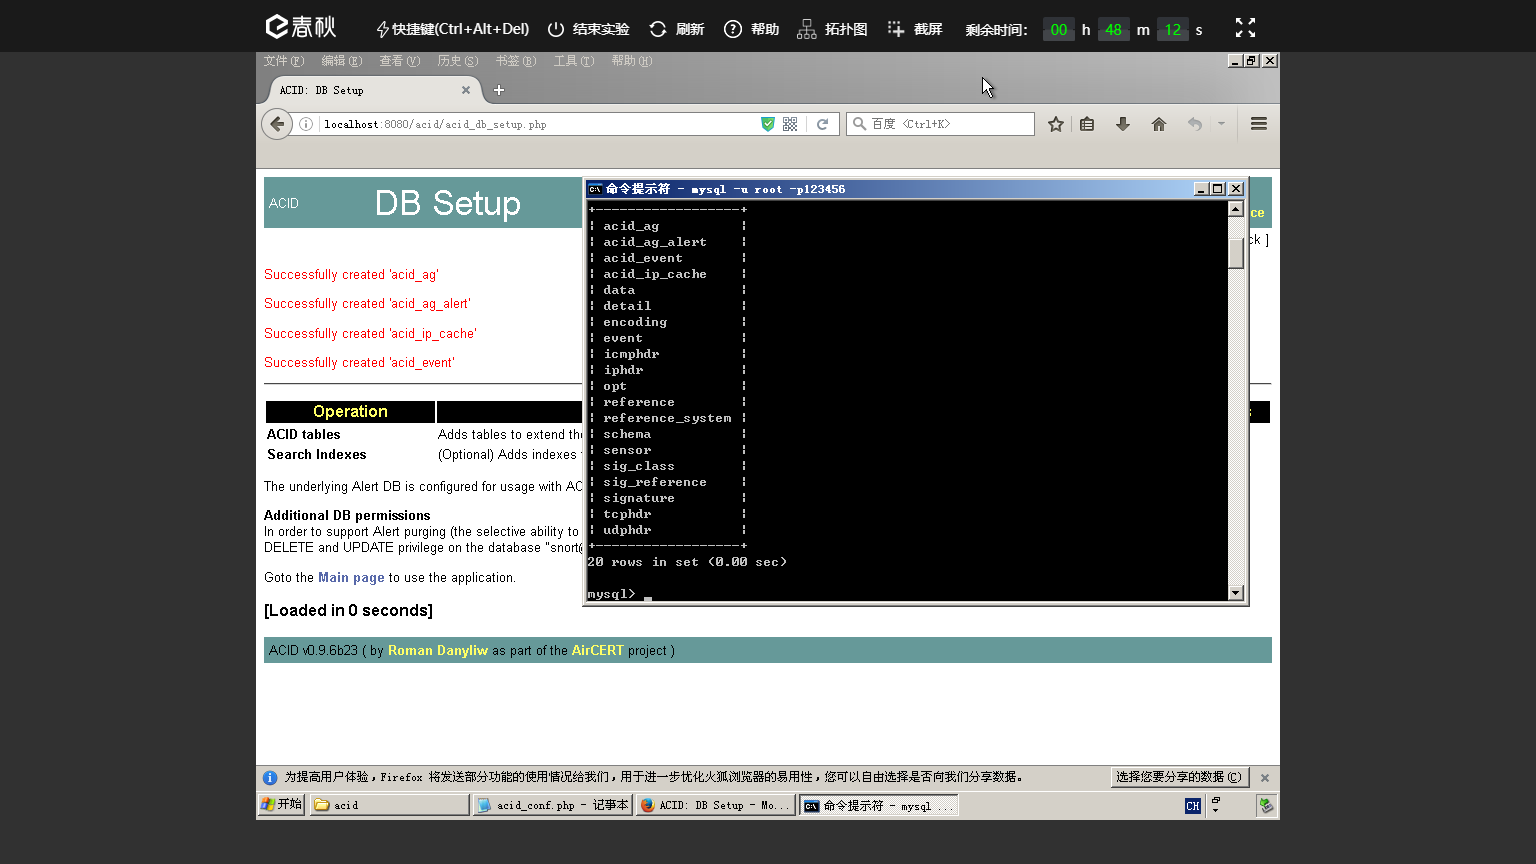 春秋 快捷键(Ctrl+Alt+Del) 结束实验 刷新 帮助 拓扑图 截屏 剩余时间: 00 h 48 m 12 s
文件(F) 编辑(E) 查看(V) 历史(S) 书签(B) 工具(T) 帮助(H)
ACID: DB Setup
localhost:8080/acid/acid_db_setup.php 百度 <Ctrl+K>
ACID DB Setup
ce
ck ]
Successfully created 'acid_ag'
Successfully created 'acid_ag_alert'
Successfully created 'acid_ip_cache'
Successfully created 'acid_event'
Operation
s
ACID tables Adds tables to extend the
Search Indexes (Optional) Adds indexes
The underlying Alert DB is configured for usage with AC
Additional DB permissions
In order to support Alert purging (the selective ability to
DELETE and UPDATE privilege on the database "snort@
Goto the Main page to use the application.
[Loaded in 0 seconds]
ACID v0.9.6b23 ( by Roman Danyliw as part of the AirCERT project )
命令提示符 - mysql -u root -p123456
+------------------+
| acid_ag |
| acid_ag_alert |
| acid_event |
| acid_ip_cache |
| data |
| detail |
| encoding |
| event |
| icmphdr |
| iphdr |
| opt |
| reference |
| reference_system |
| schema |
| sensor |
| sig_class |
| sig_reference |
| signature |
| tcphdr |
| udphdr |
+------------------+
20 rows in set (0.00 sec)
mysql> _
为提高用户体验，Firefox 将发送部分功能的使用情况给我们，用于进一步优化火狐浏览器的易用性，您可以自由选择是否向我们分享数据。 选择您要分享的数据(C)
开始 acid acid_conf.php - 记事本 ACID: DB Setup - Mo... 命令提示符 - mysql ... CH